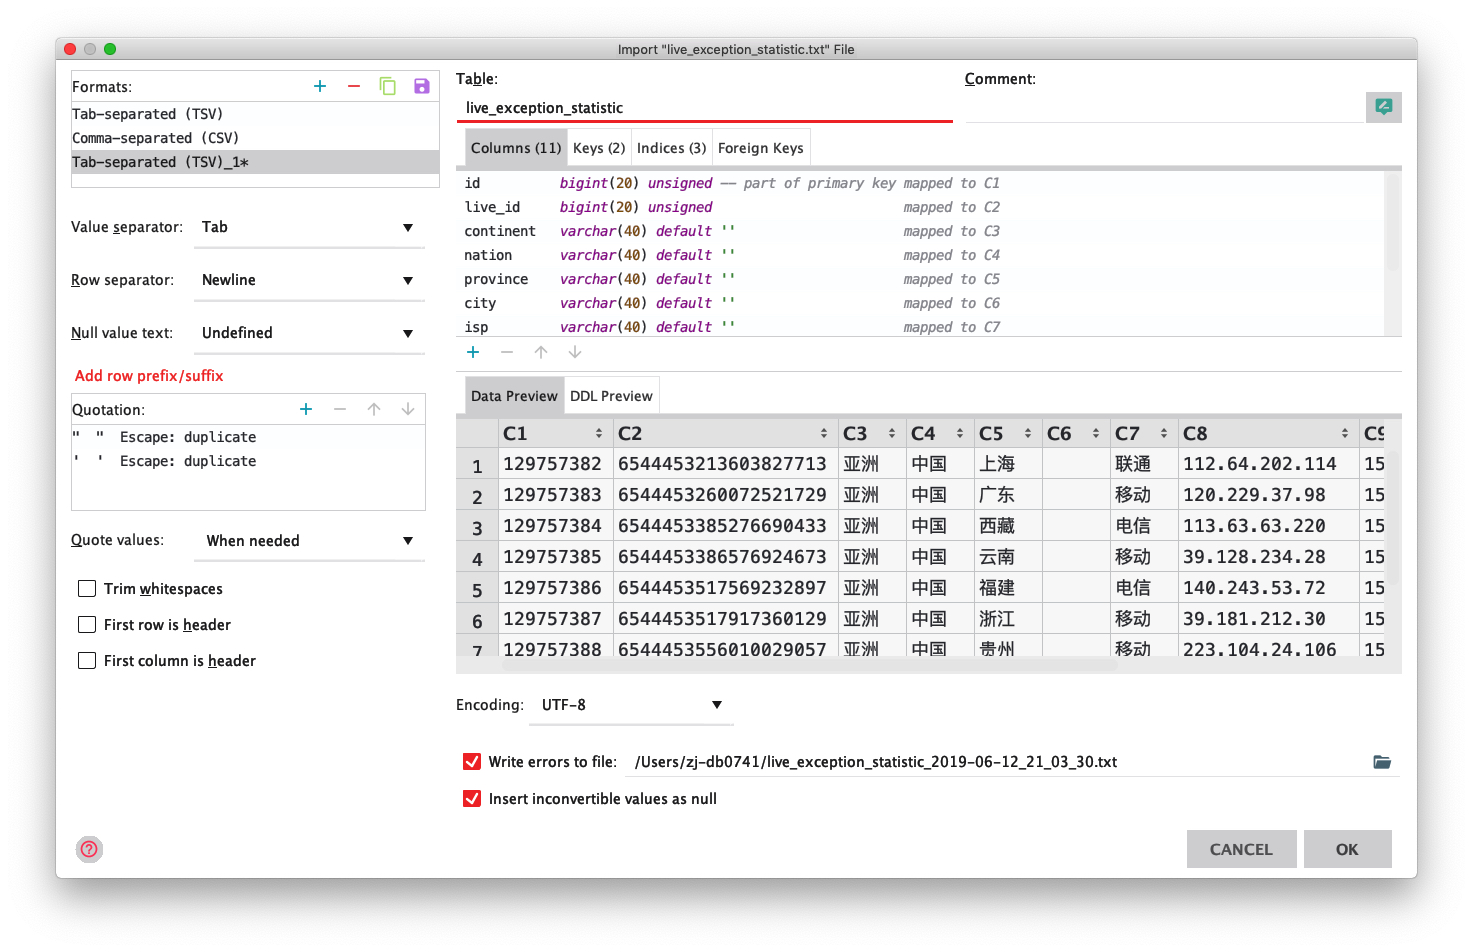 Import "live_exception_statistic.txt" File
Formats:
Tab-separated (TSV)
Comma-separated (CSV)
Tab-separated (TSV)_1*
Value separator: Tab
Row separator: Newline
Null value text: Undefined
Add row prefix/suffix
Quotation:
" " Escape: duplicate
' ' Escape: duplicate
Quote values: When needed
Trim whitespaces
First row is header
First column is header
Table: Comment:
live_exception_statistic
Columns (11) Keys (2) Indices (3) Foreign Keys
id bigint(20) unsigned -- part of primary key mapped to C1
live_id bigint(20) unsigned mapped to C2
continent varchar(40) default '' mapped to C3
nation varchar(40) default '' mapped to C4
province varchar(40) default '' mapped to C5
city varchar(40) default '' mapped to C6
isp varchar(40) default '' mapped to C7
Data Preview DDL Preview
C1 C2 C3 C4 C5 C6 C7 C8 C9
1 129757382 6544453213603827713 亚洲 中国 上海 联通 112.64.202.114 15
2 129757383 6544453260072521729 亚洲 中国 广东 移动 120.229.37.98 15
3 129757384 6544453385276690433 亚洲 中国 西藏 电信 113.63.63.220 15
4 129757385 6544453386576924673 亚洲 中国 云南 移动 39.128.234.28 15
5 129757386 6544453517569232897 亚洲 中国 福建 电信 140.243.53.72 15
6 129757387 6544453517917360129 亚洲 中国 浙江 移动 39.181.212.30 15
7 129757388 6544453556010029057 亚洲 中国 贵州 移动 223.104.24.106 15
Encoding: UTF-8
Write errors to file: /Users/zj-db0741/live_exception_statistic_2019-06-12_21_03_30.txt
Insert inconvertible values as null
CANCEL OK